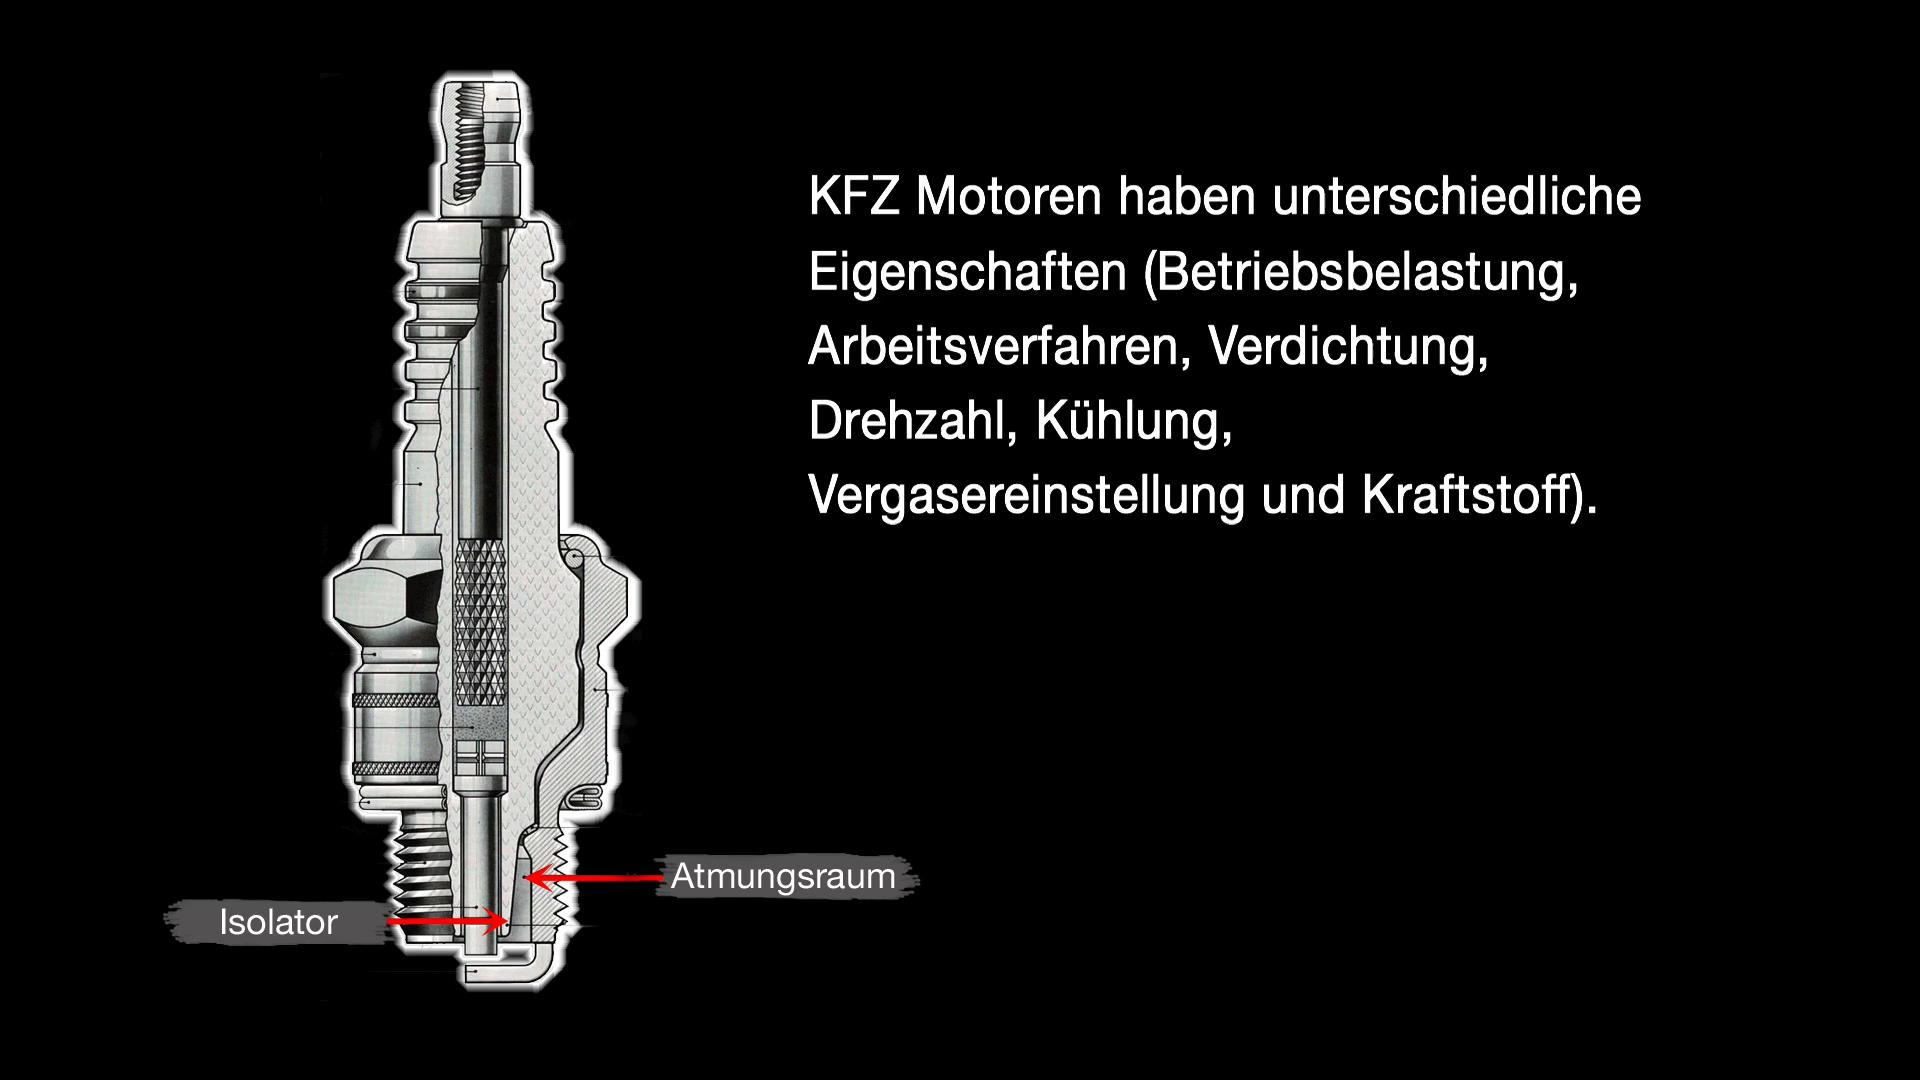 KFZ Motoren haben unterschiedliche
Eigenschaften (Betriebsbelastung,
Arbeitsverfahren, Verdichtung,
Drehzahl, Kühlung,
Vergasereinstellung und Kraftstoff).
Atmungsraum
Isolator